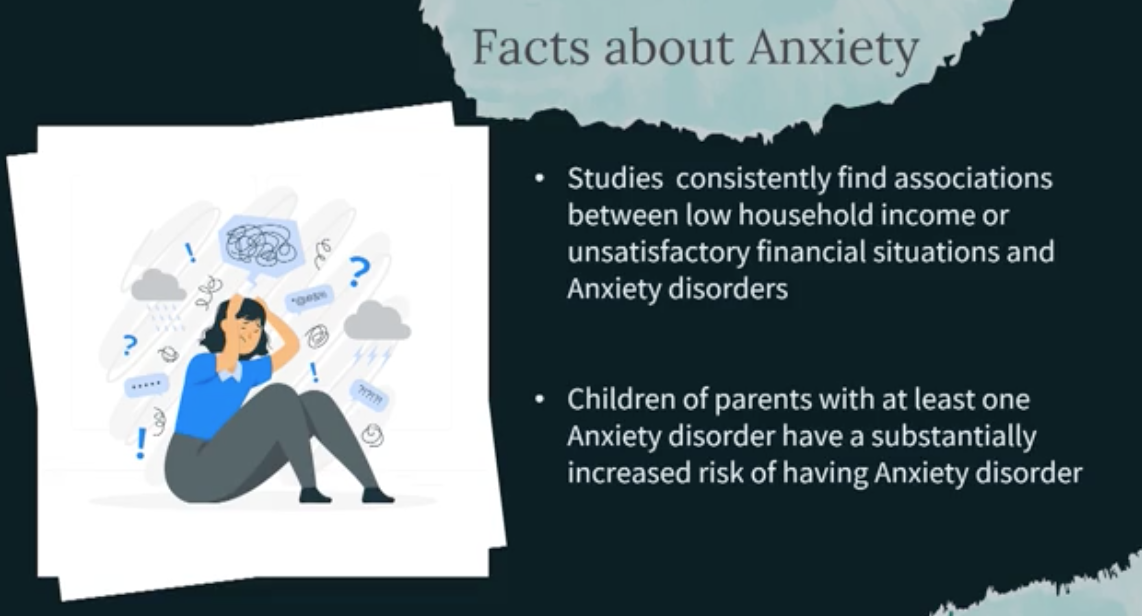 Facts about Anxiety
• Studies consistently find associations
between low household income or
unsatisfactory financial situations and
Anxiety disorders
• Children of parents with at least one
Anxiety disorder have a substantially
increased risk of having Anxiety disorder